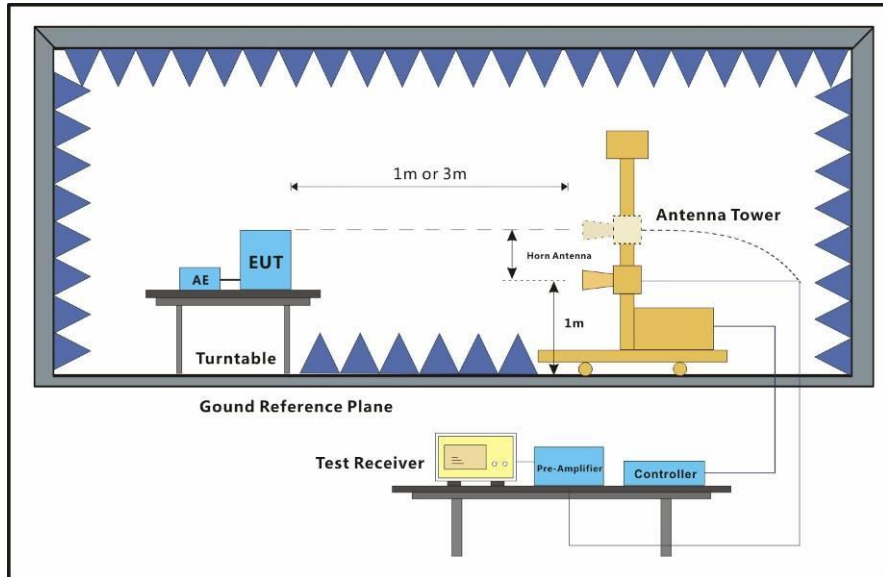 1m or 3m
Antenna Tower
Horn Antenna
EUT
AE
1m
Turntable
Gound Reference Plane
Test Receiver
Pre-Amplifier
Controller